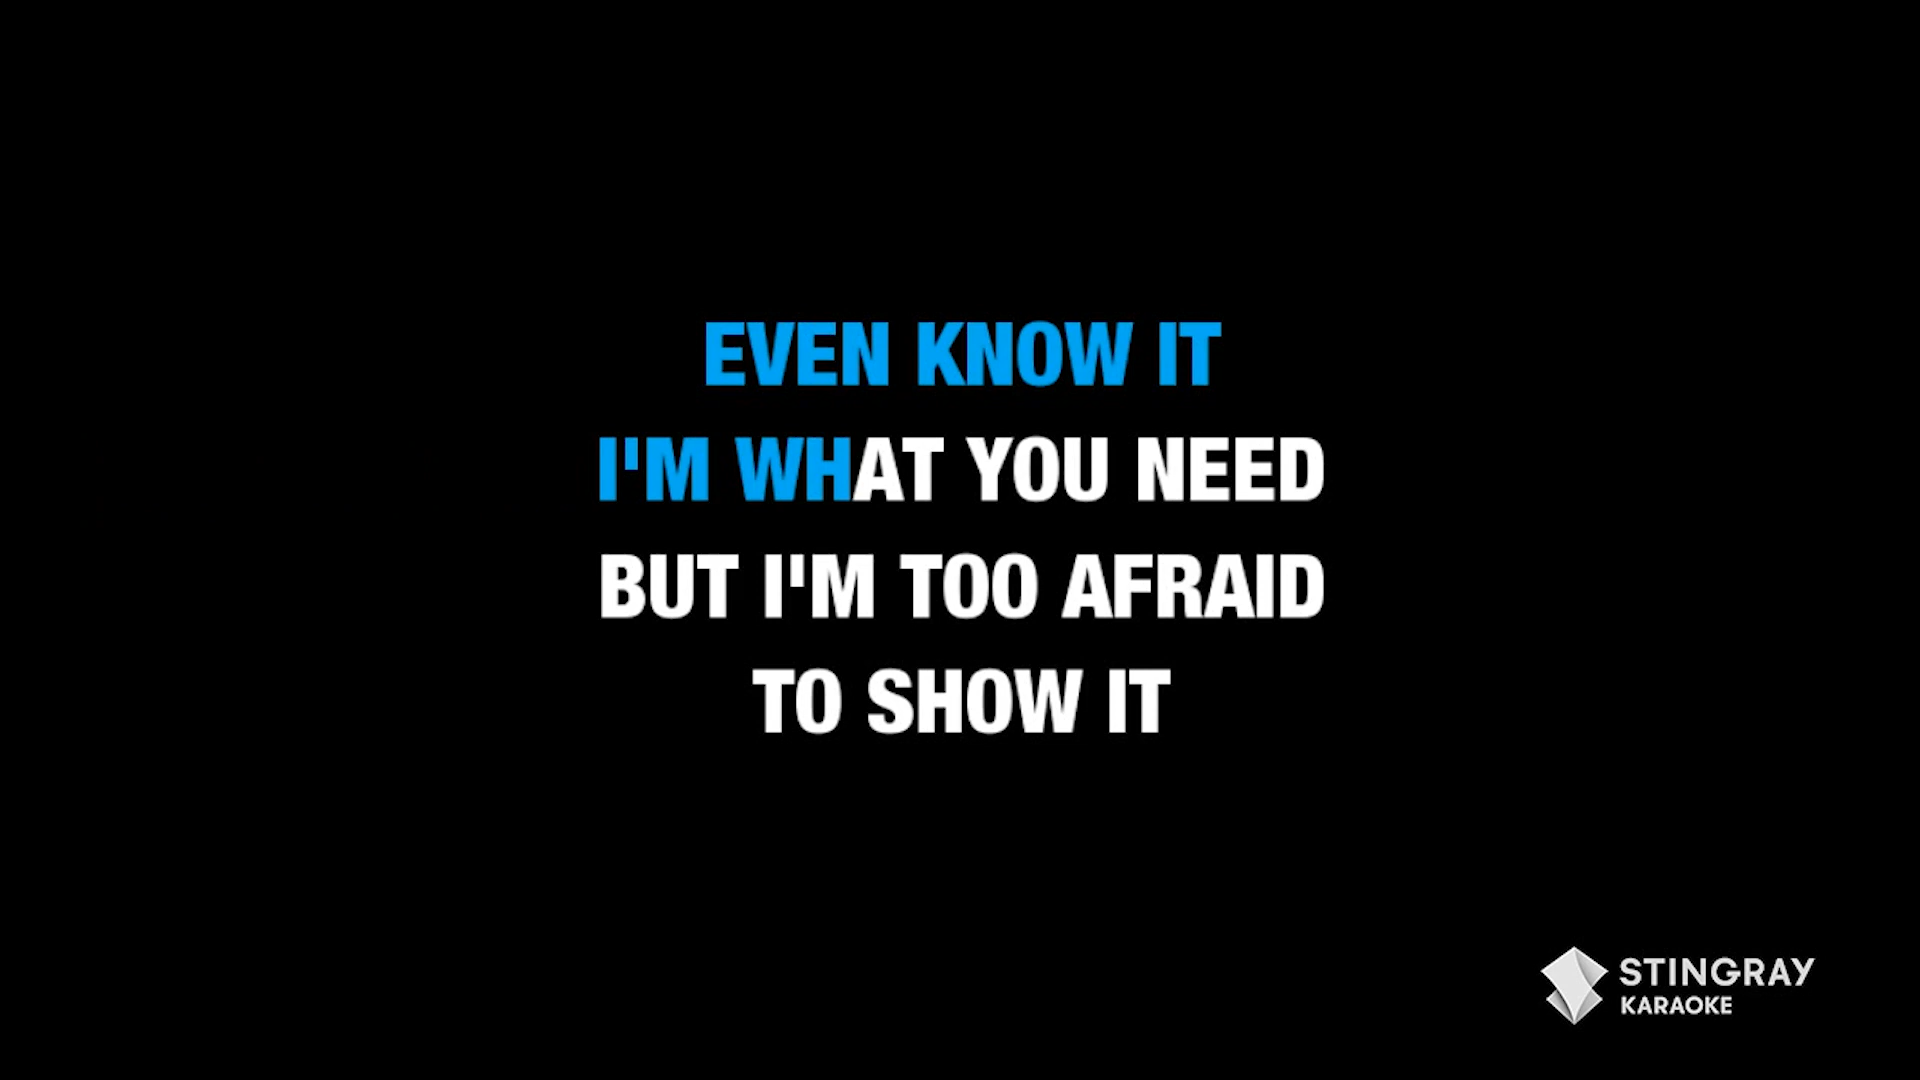 EVEN KNOW IT
I'M WHAT YOU NEED
BUT I'M TOO AFRAID
TO SHOW IT
STINGRAY
KARAOKE